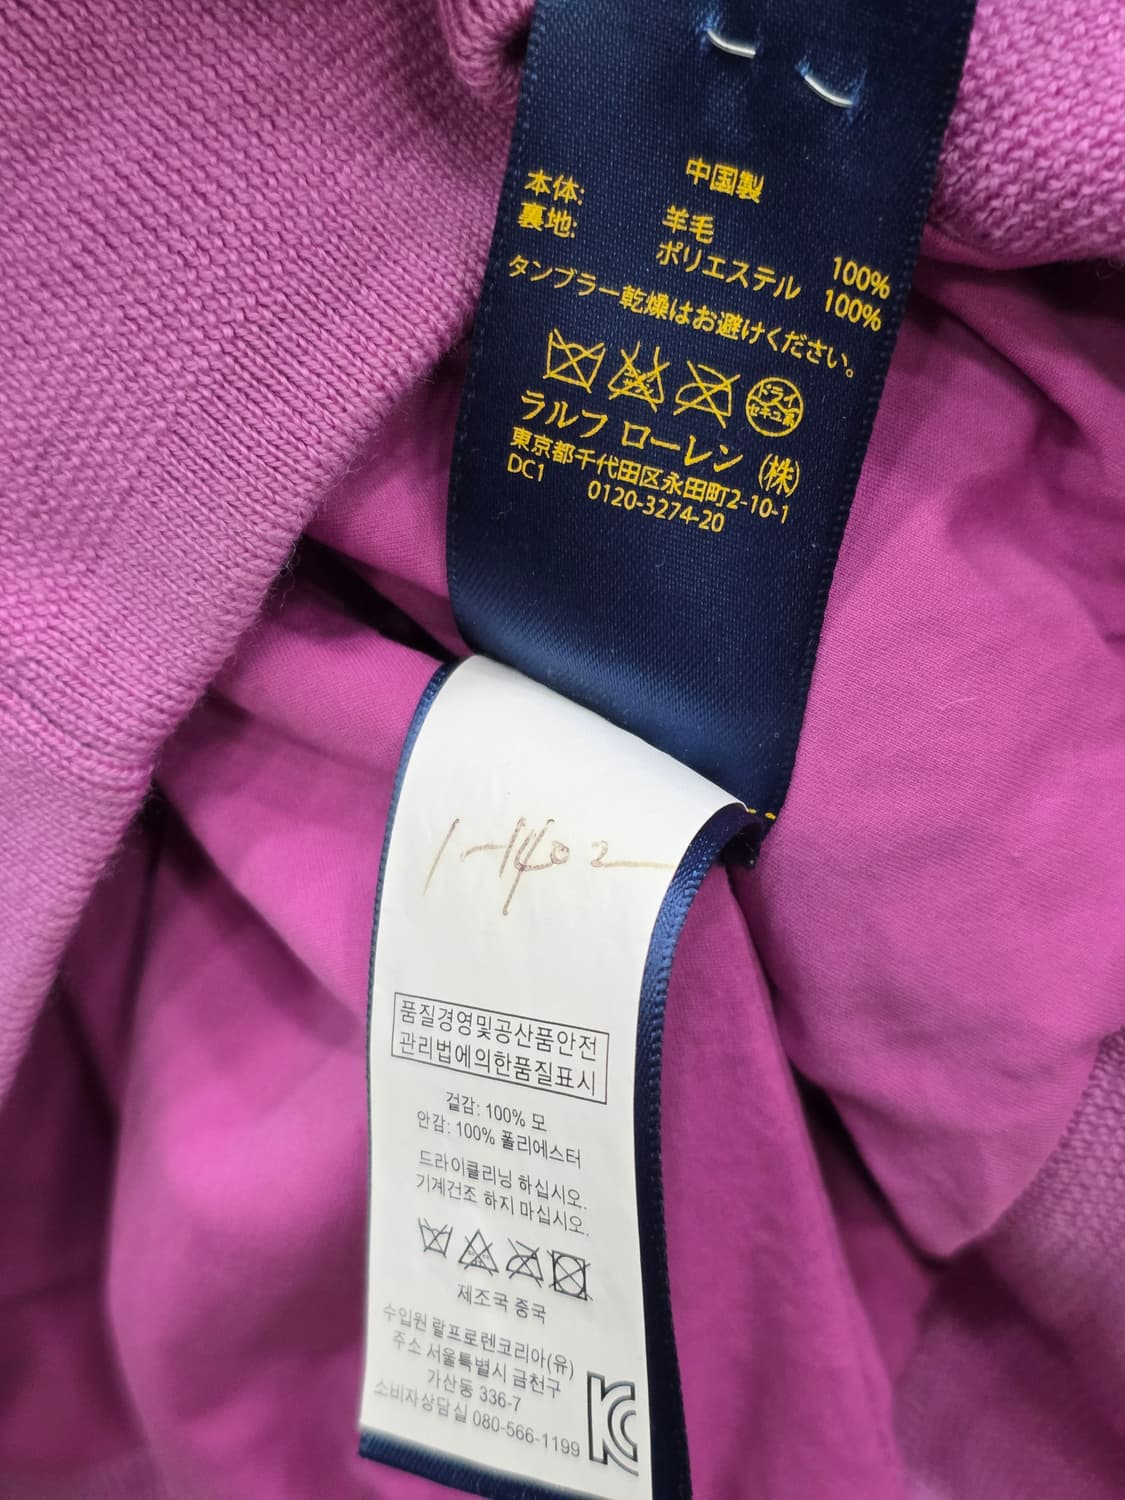 中国製
本体: 羊毛 100%
裏地: ポリエステル 100%
タンブラー乾燥はお避けください。
ドライ
セキユ系
ラルフ ローレン (株)
東京都千代田区永田町2-10-1
DC1 0120-3274-20
1-1402
품질경영및공산품안전
관리법에의한품질표시
겉감: 100% 모
안감: 100% 폴리에스터
드라이클리닝 하십시오.
기계건조 하지 마십시오.
제조국 중국
수입원 랄프로렌코리아(유)
주소 서울특별시 금천구
가산동 336-7
소비자상담실 080-566-1199
KC